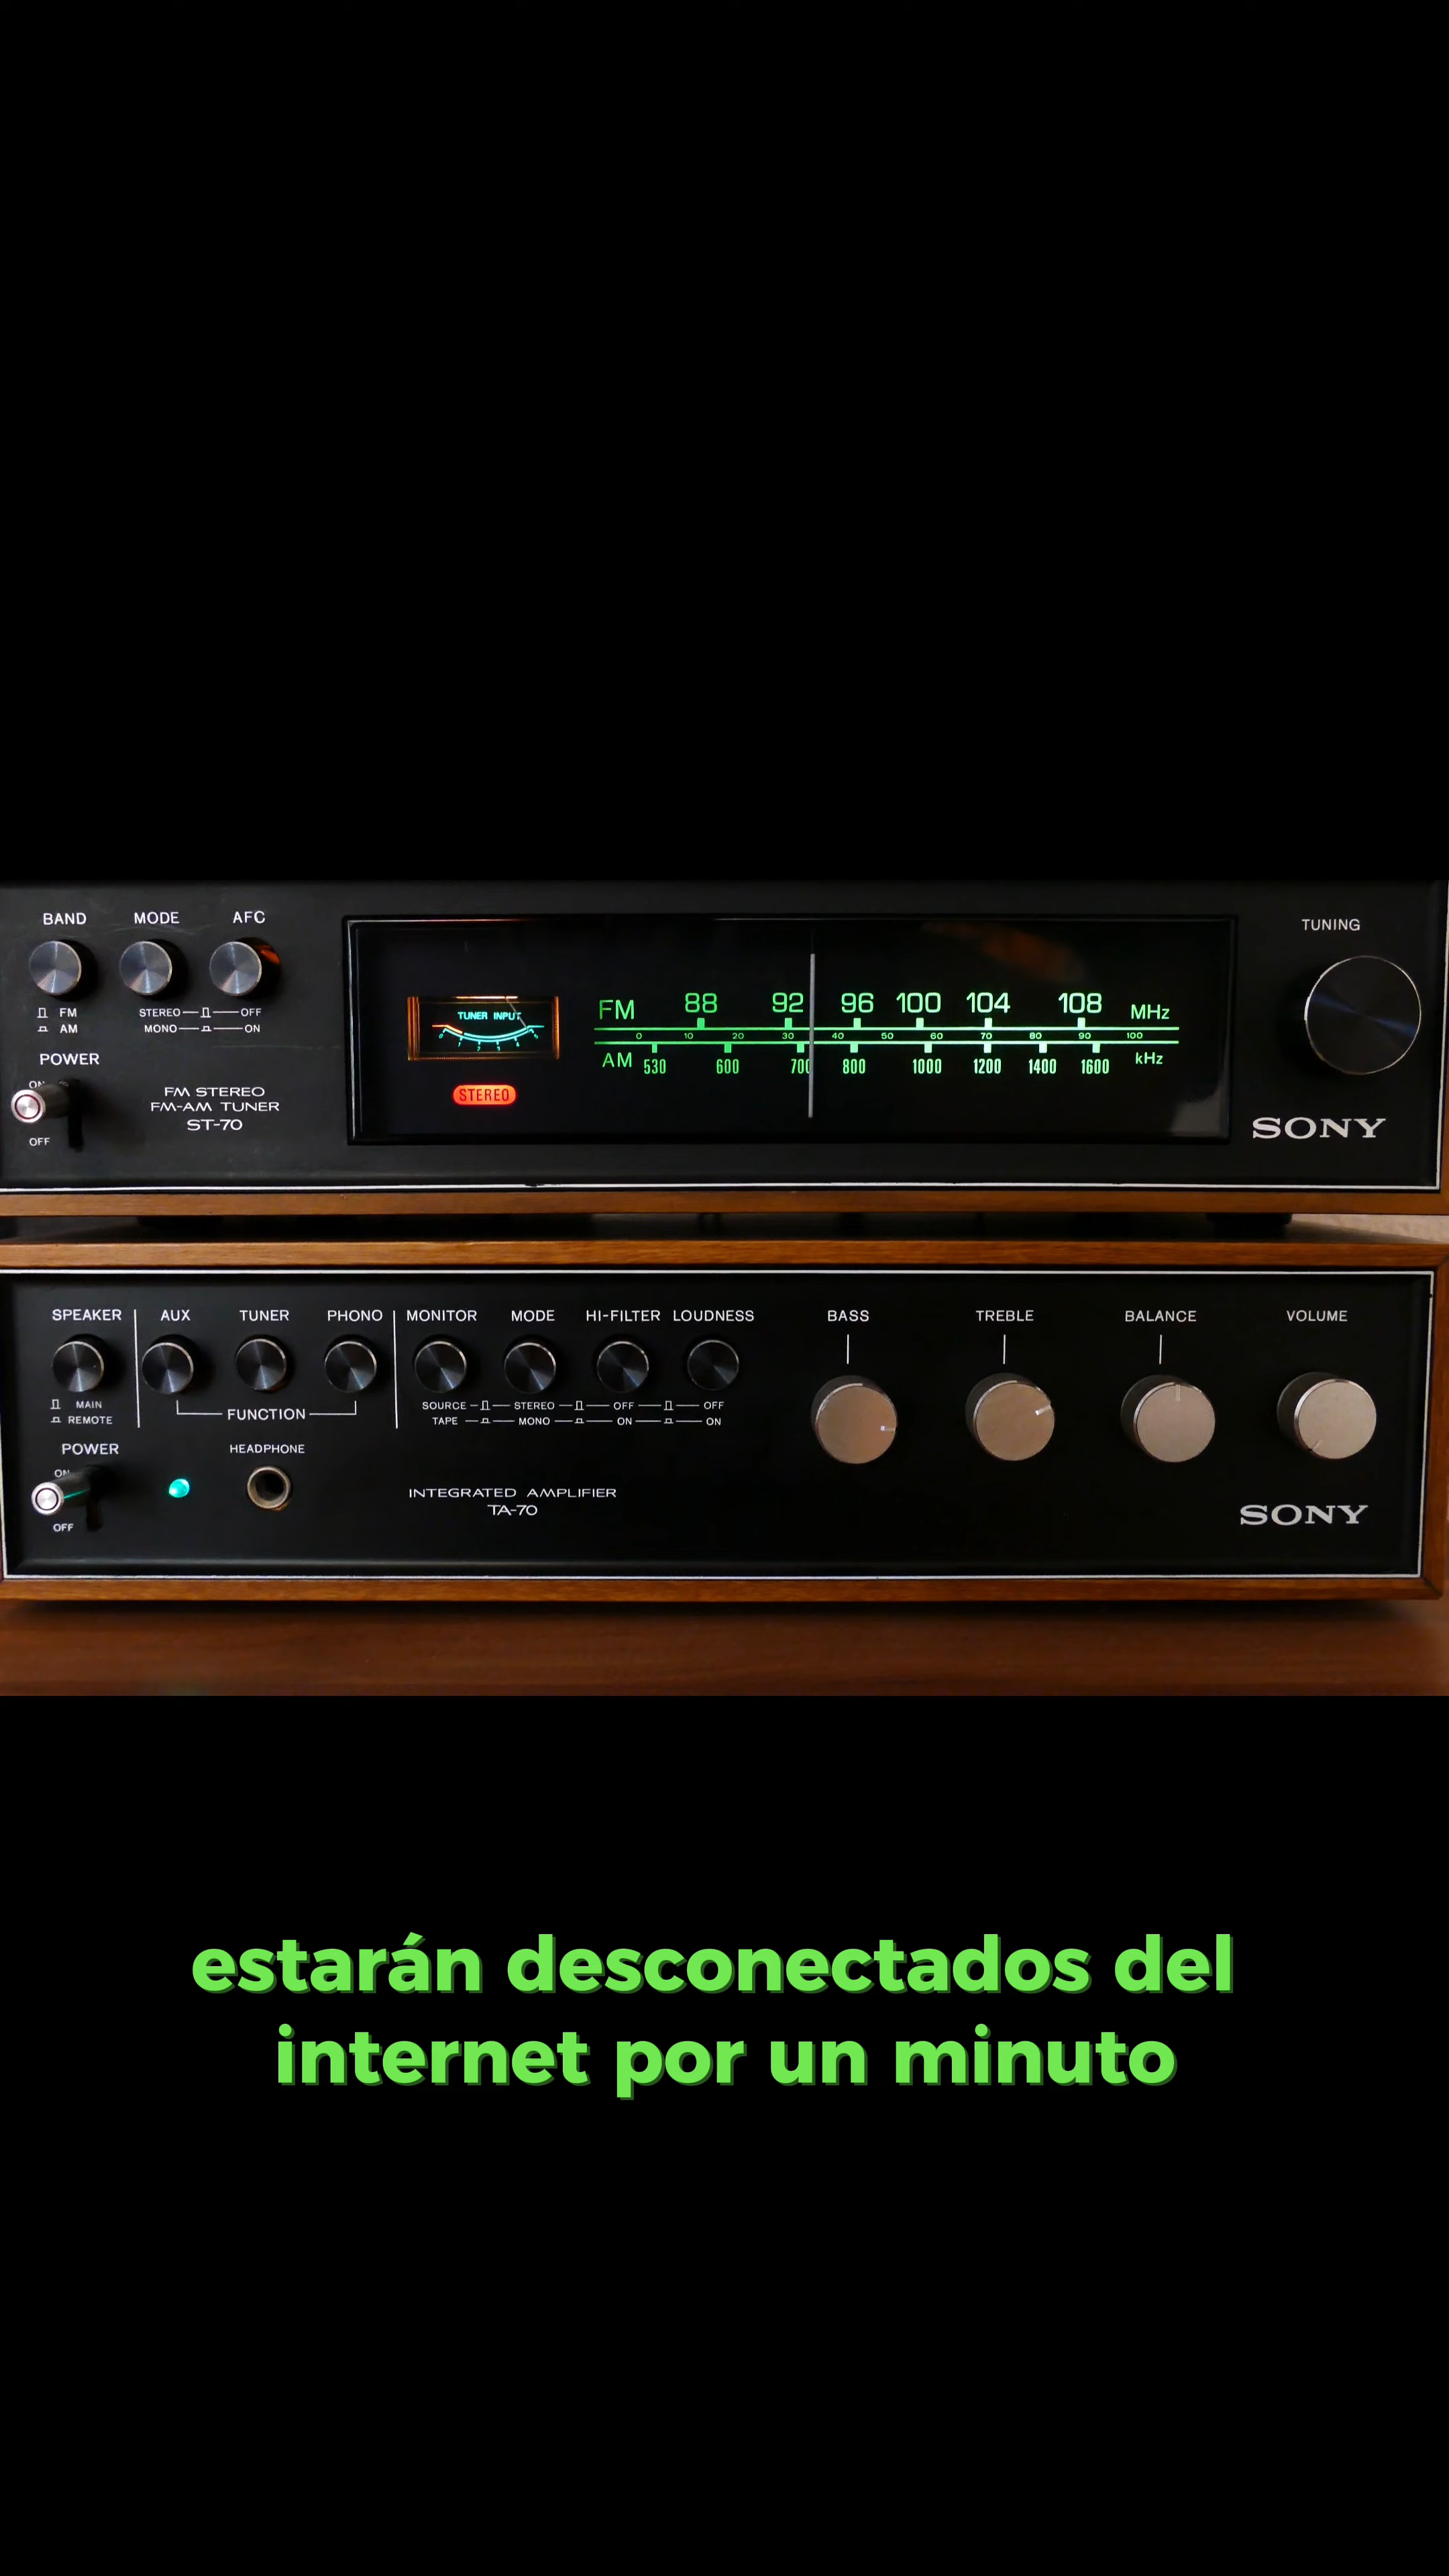 BAND MODE AFC
TUNING
FM STEREO OFF
AM MONO ON
POWER
ON
OFF
FM STEREO
FM-AM TUNER
ST-70
TUNER INPUT
STEREO
FM 88 92 96 100 104 108 MHz
0 10 20 30 40 50 60 70 80 90 100
AM 530 600 700 800 1000 1200 1400 1600 kHz
SONY
SPEAKER AUX TUNER PHONO MONITOR MODE HI-FILTER LOUDNESS BASS TREBLE BALANCE VOLUME
MAIN
REMOTE
FUNCTION
SOURCE STEREO OFF OFF
TAPE MONO ON ON
POWER
ON
OFF
HEADPHONE
INTEGRATED AMPLIFIER
TA-70
SONY
estarán desconectados del
internet por un minuto